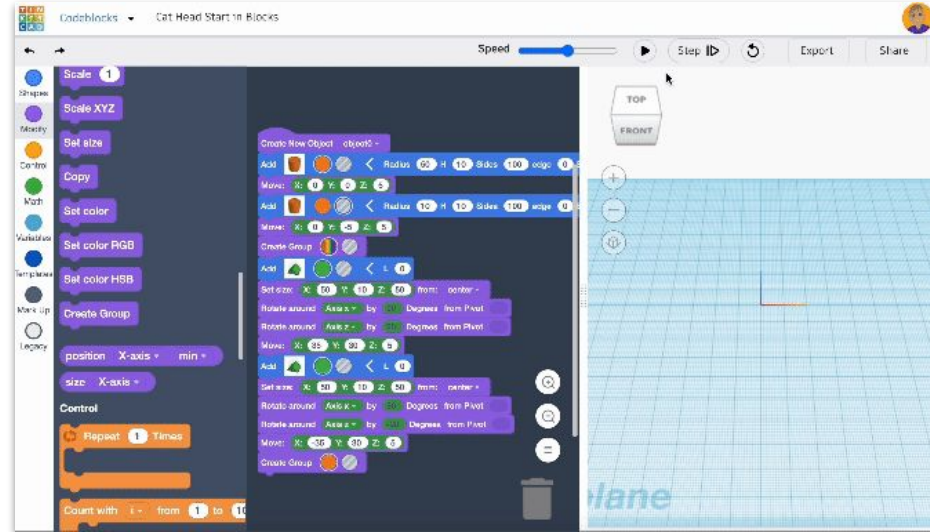 TIN
KER
CAD
Codeblocks
Cat Head Start in Blocks
Speed
Step
Export
Share
Shapes
Modify
Control
Math
Variables
Templates
Mark Up
Legacy
Scale 1
Scale XYZ
Set size
Copy
Set color
Set color RGB
Set color HSB
Create Group
position X-axis min
size X-axis
Control
Repeat 1 Times
Count with i from 1 to 10
Create New Object object0
Add Radius 60 H 10 Sides 100 edge 0
Move: X: 0 Y: 0 Z: 5
Add Radius 10 H 10 Sides 100 edge 0
Move: X: 0 Y: -5 Z: 5
Create Group
Add L 0
Set size: X: 50 Y: 10 Z: 50 from: center
Rotate around Axis x by Degrees from Pivot
Rotate around Axis z by Degrees from Pivot
Move: X: 35 Y: 30 Z: 5
Add L 0
Set size: X: 50 Y: 10 Z: 50 from: center
Rotate around Axis x by Degrees from Pivot
Rotate around Axis z by Degrees from Pivot
Move: X: -35 Y: 30 Z: 5
Create Group
TOP
FRONT
plane